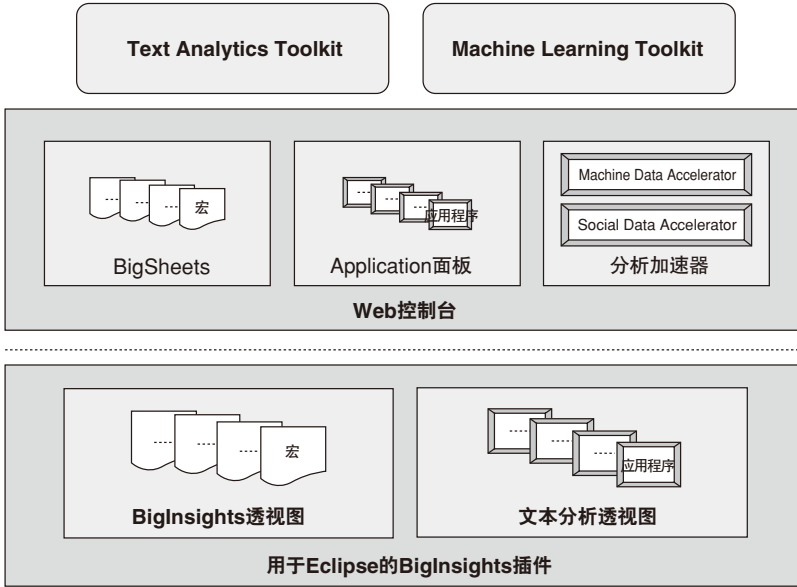 Text Analytics Toolkit
Machine Learning Toolkit
宏
BigSheets
应用程序
Application面板
Machine Data Accelerator
Social Data Accelerator
分析加速器
Web控制台
宏
BigInsights透视图
应用程序
文本分析透视图
用于Eclipse的BigInsights插件